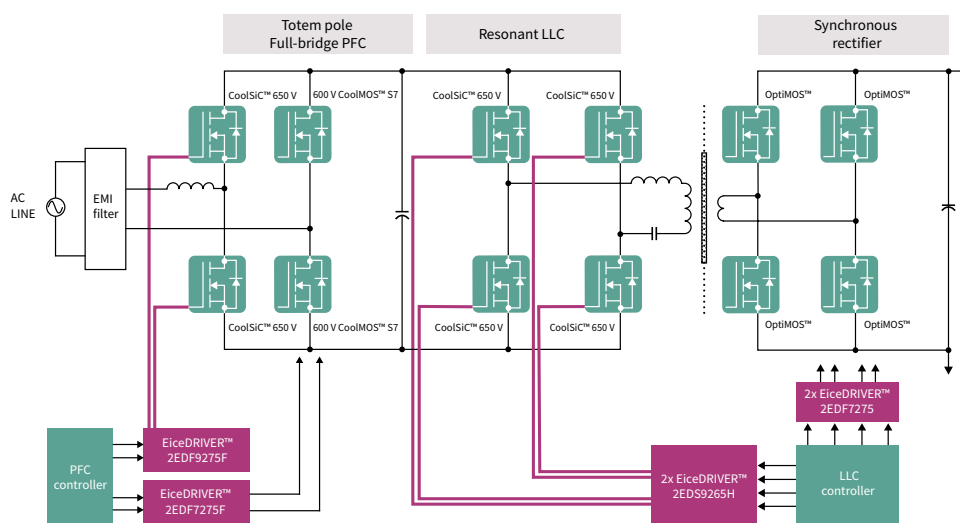 Totem pole
Full-bridge PFC
Resonant LLC
Synchronous
rectifier
CoolSiC™ 650 V
600 V CoolMOS™ S7
CoolSiC™ 650 V
CoolSiC™ 650 V
OptiMOS™
OptiMOS™
AC
LINE
EMI
filter
CoolSiC™ 650 V
600 V CoolMOS™ S7
CoolSiC™ 650 V
CoolSiC™ 650 V
OptiMOS™
OptiMOS™
2x EiceDRIVER™
2EDF7275
PFC
controller
EiceDRIVER™
2EDF9275F
EiceDRIVER™
2EDF7275F
2x EiceDRIVER™
2EDS9265H
LLC
controller